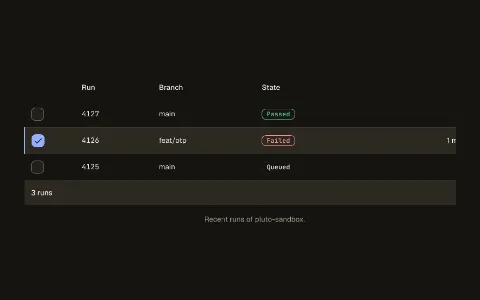 Run Branch State
4127 main Passed
4126 feat/otp Failed 1 m
4125 main Queued
3 runs
Recent runs of pluto-sandbox.